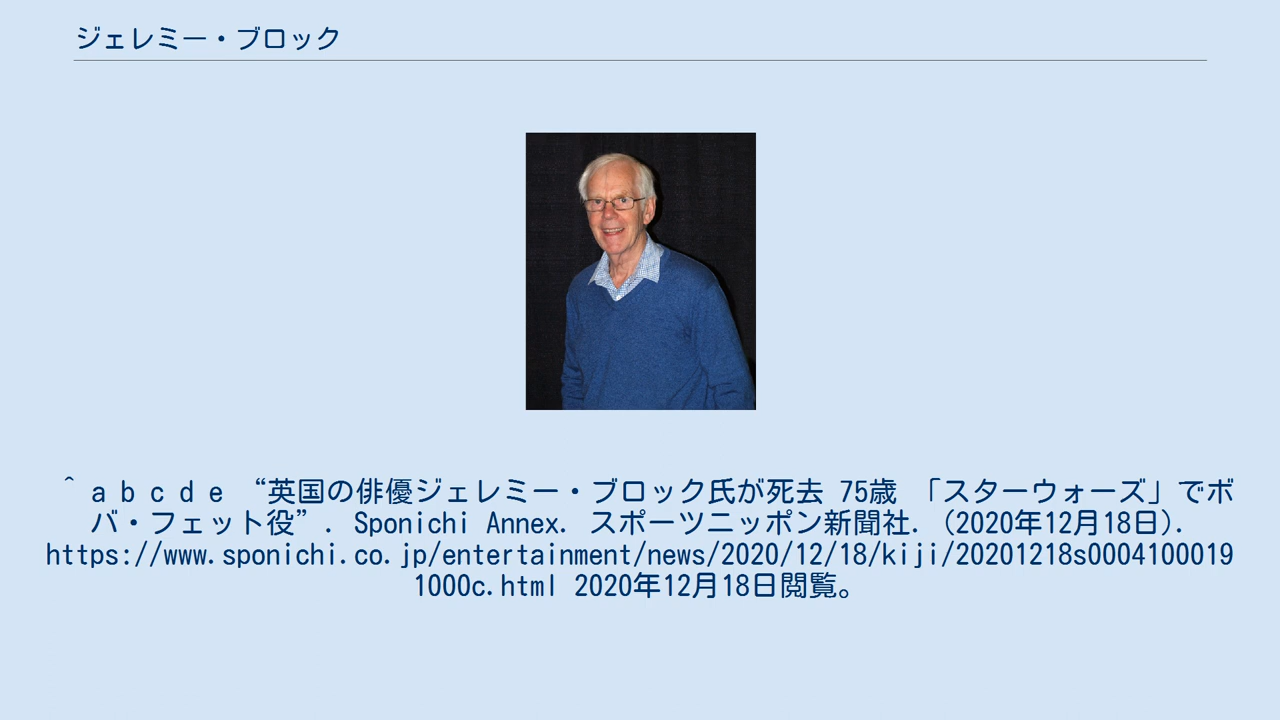 ジェレミー・ブロック
^ a b c d e “英国の俳優ジェレミー・ブロック氏が死去 75歳 「スターウォーズ」でボ
バ・フェット役”. Sponichi Annex. スポーツニッポン新聞社. (2020年12月18日).
https://www.sponichi.co.jp/entertainment/news/2020/12/18/kiji/20201218s0004100019
1000c.html 2020年12月18日閲覧。